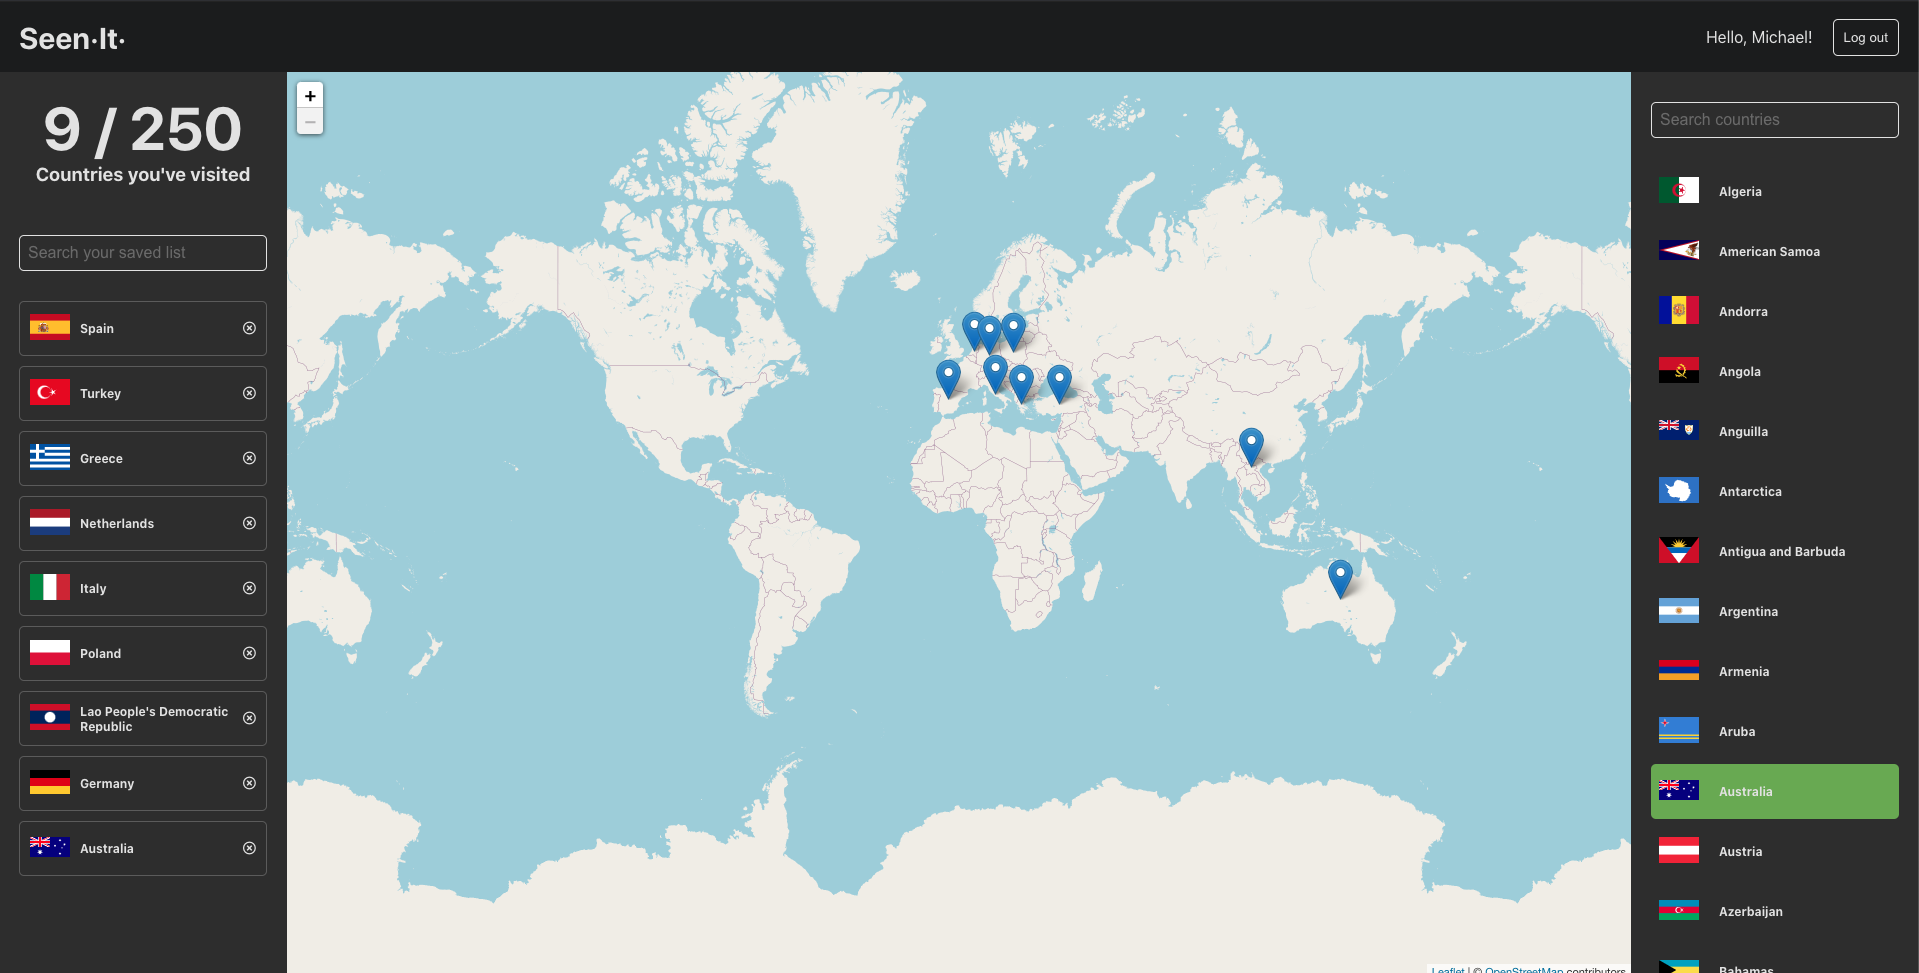 Seen·It·
Hello, Michael!
Log out
9 / 250
Countries you've visited
Search your saved list
Spain
Turkey
Greece
Netherlands
Italy
Poland
Lao People's Democratic
Republic
Germany
Australia
+
−
Leaflet | © OpenStreetMap contributors
Search countries
Algeria
American Samoa
Andorra
Angola
Anguilla
Antarctica
Antigua and Barbuda
Argentina
Armenia
Aruba
Australia
Austria
Azerbaijan
Bahamas